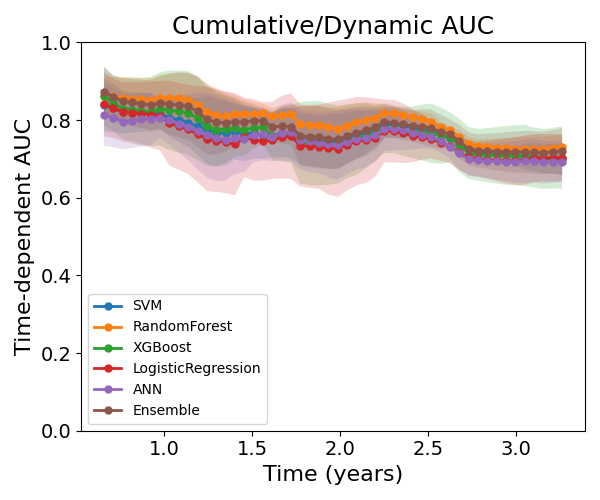 Cumulative/Dynamic AUC
Time-dependent AUC
1.0
0.8
0.6
0.4
0.2
0.0
SVM
RandomForest
XGBoost
LogisticRegression
ANN
Ensemble
1.0 1.5 2.0 2.5 3.0
Time (years)